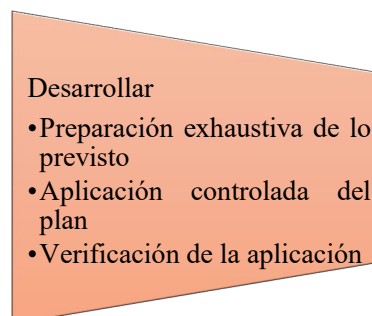 Desarrollar
•Preparación exhaustiva de lo
previsto
•Aplicación controlada del
plan
•Verificación de la aplicación